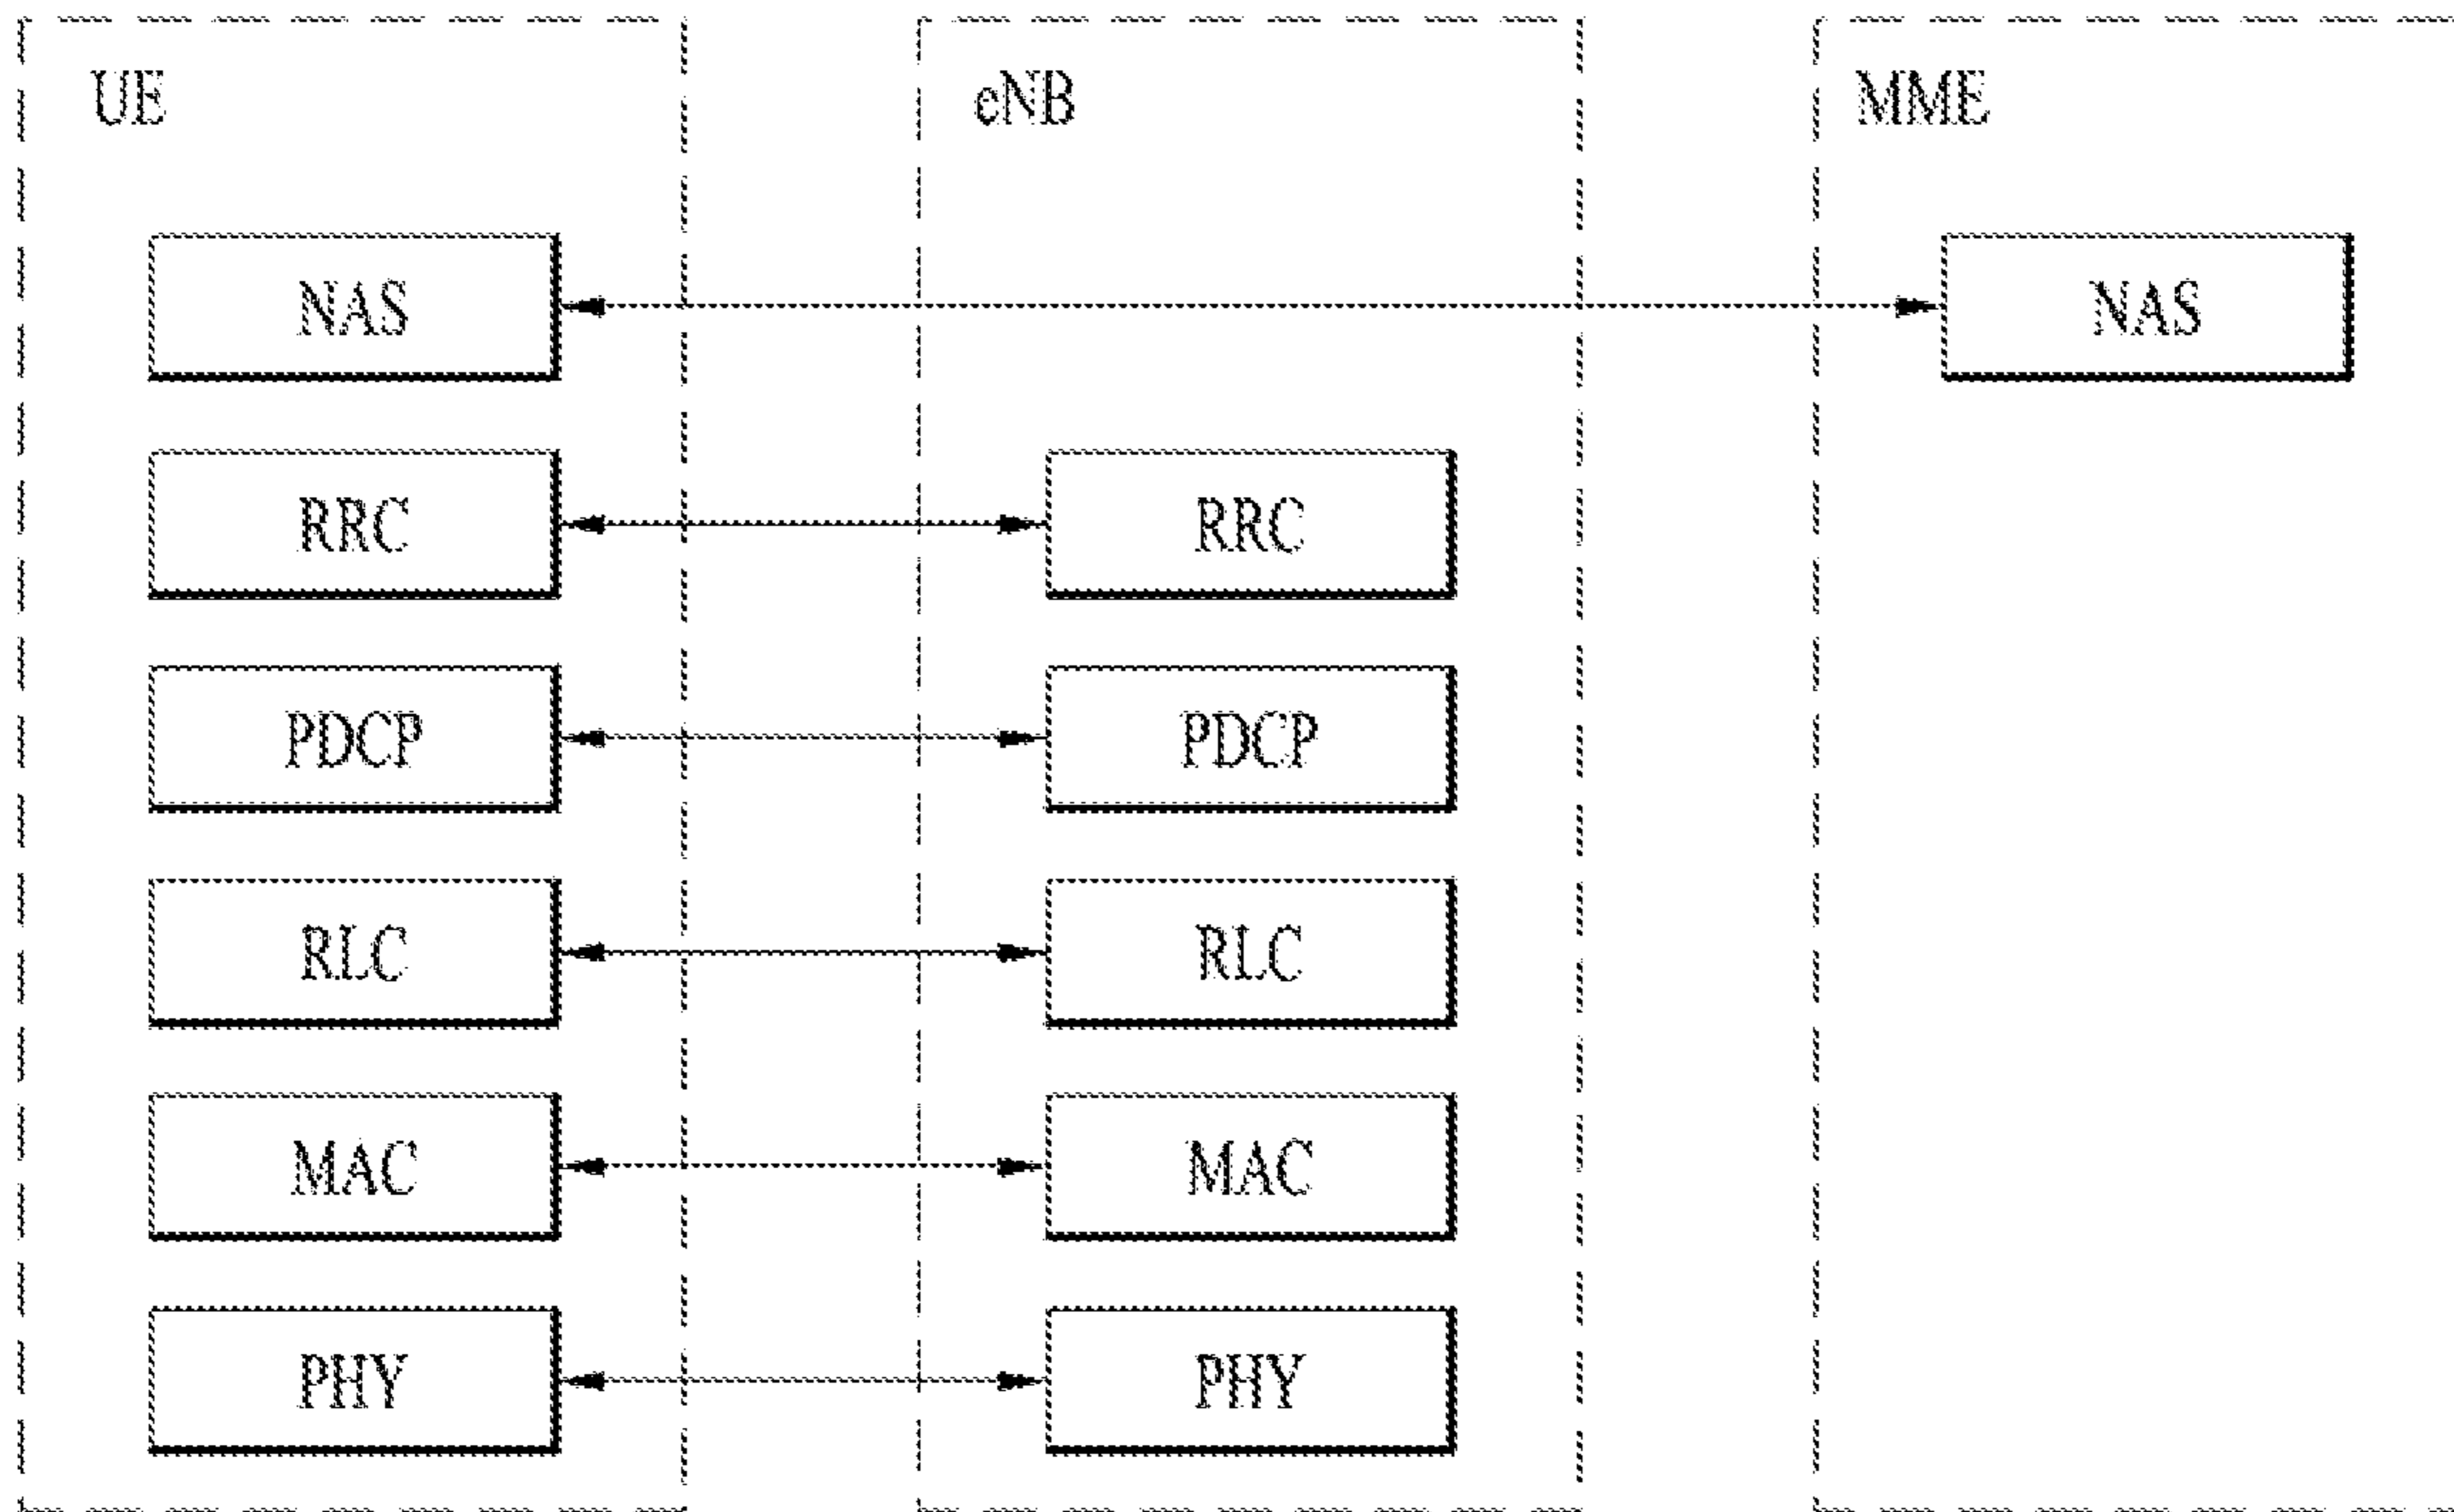 UE eNB MME
NAS NAS
RRC RRC
PDCP PDCP
RLC RLC
MAC MAC
PHY PHY